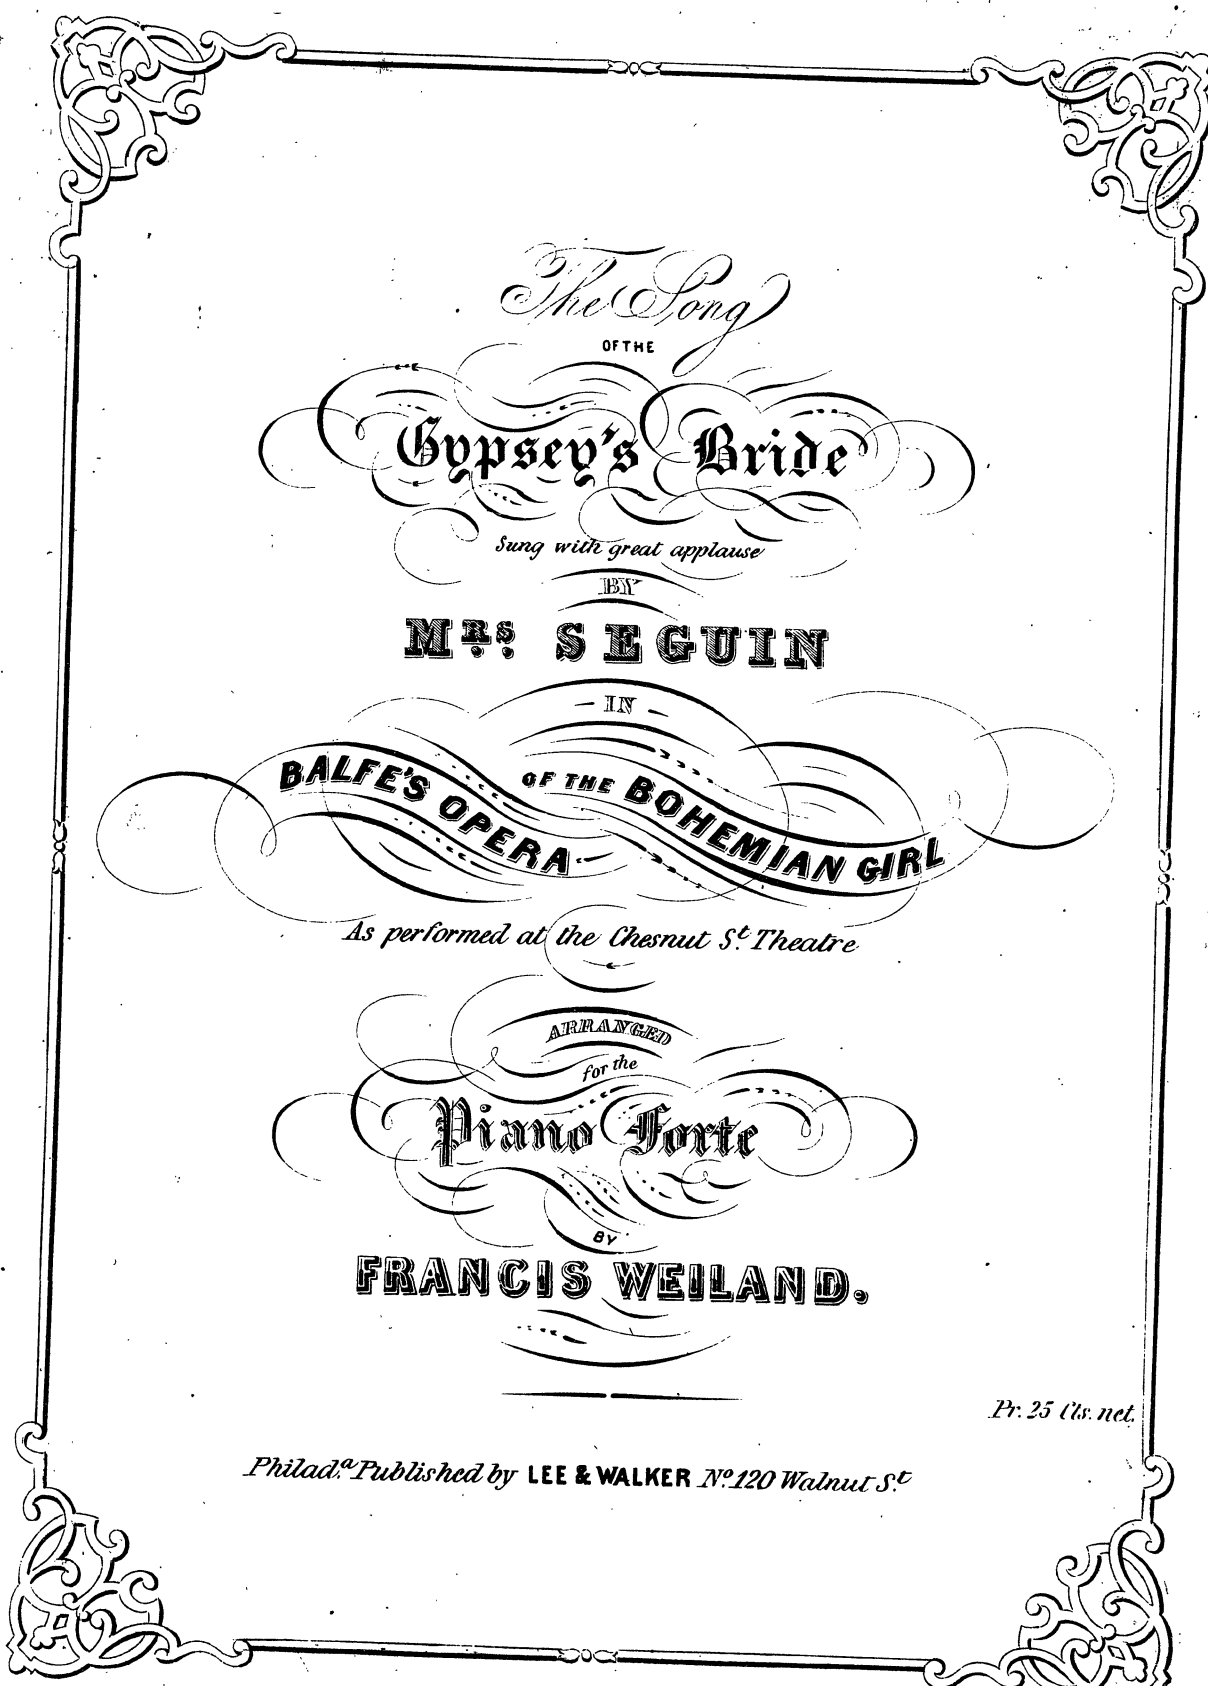 The Song
OF THE
Gypsey's Bride
Sung with great applause
BY
MRS. SEGUIN
— IN —
BALFE'S OPERA OF THE BOHEMIAN GIRL
As performed at the Chesnut St. Theatre
ARRANGED
for the
Piano Forte
BY
FRANCIS WEILAND.
Pr. 25 Cts. net.
Philada. Published by LEE & WALKER No. 120 Walnut St.